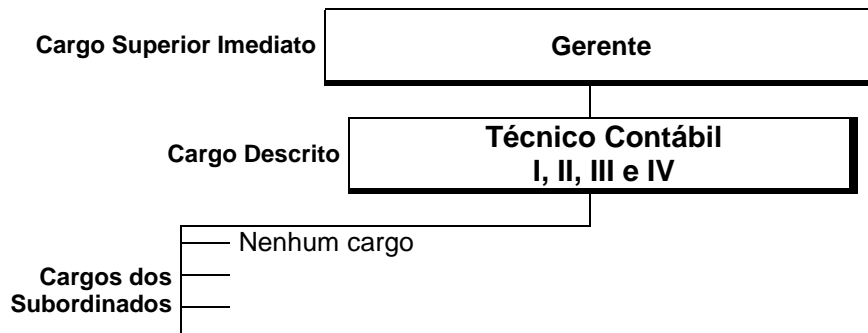 Cargo Superior Imediato
Gerente
Cargo Descrito
Técnico Contábil
I, II, III e IV
Nenhum cargo
Cargos dos
Subordinados